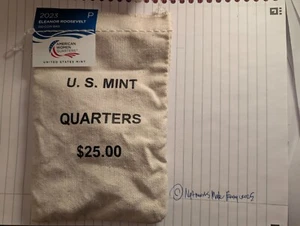 2023 P
ELEANOR ROOSEVELT
AMERICAN
WOMEN
UNITED STATES MINT
U. S. MINT
QUARTERS
$25.00
©